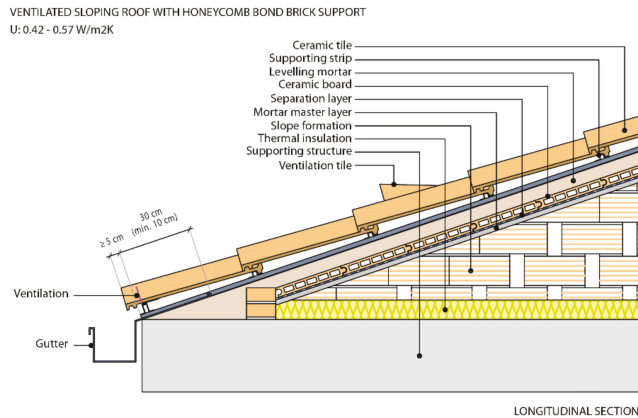 VENTILATED SLOPING ROOF WITH HONEYCOMB BOND BRICK SUPPORT
U: 0.42 - 0.57 W/m2K
Ceramic tile
Supporting strip
Levelling mortar
Ceramic board
Separation layer
Mortar master layer
Slope formation
Thermal insulation
Supporting structure
Ventilation tile
30 cm
(min. 10 cm)
≥ 5 cm
Ventilation
Gutter
LONGITUDINAL SECTION